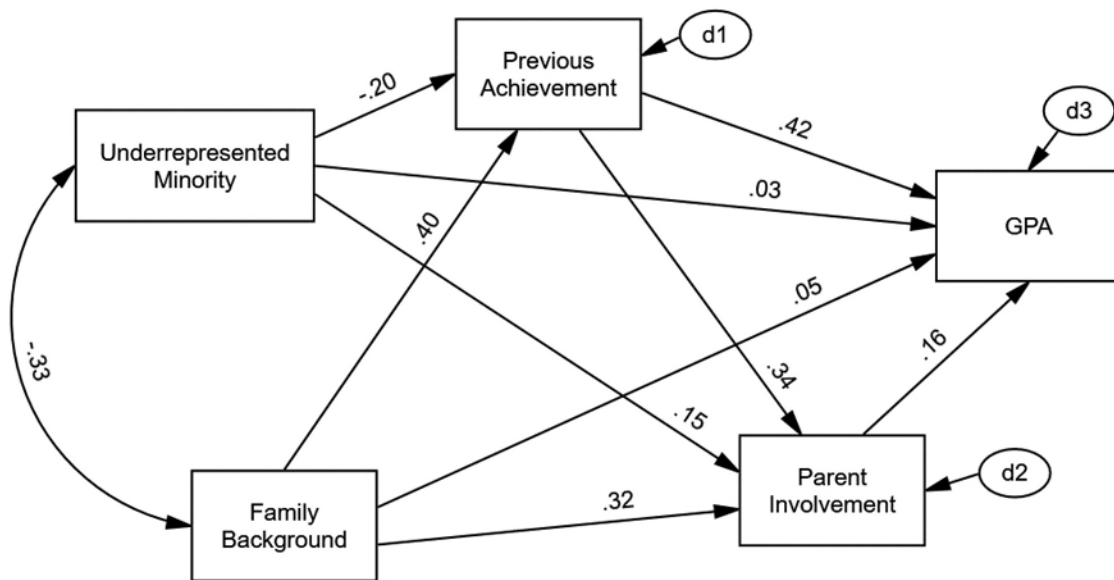 d1
Previous
Achievement
-.20
d3
.42
Underrepresented
Minority
.03
GPA
.40
.05
-.33
.34
.16
.15
Parent
Involvement
d2
.32
Family
Background